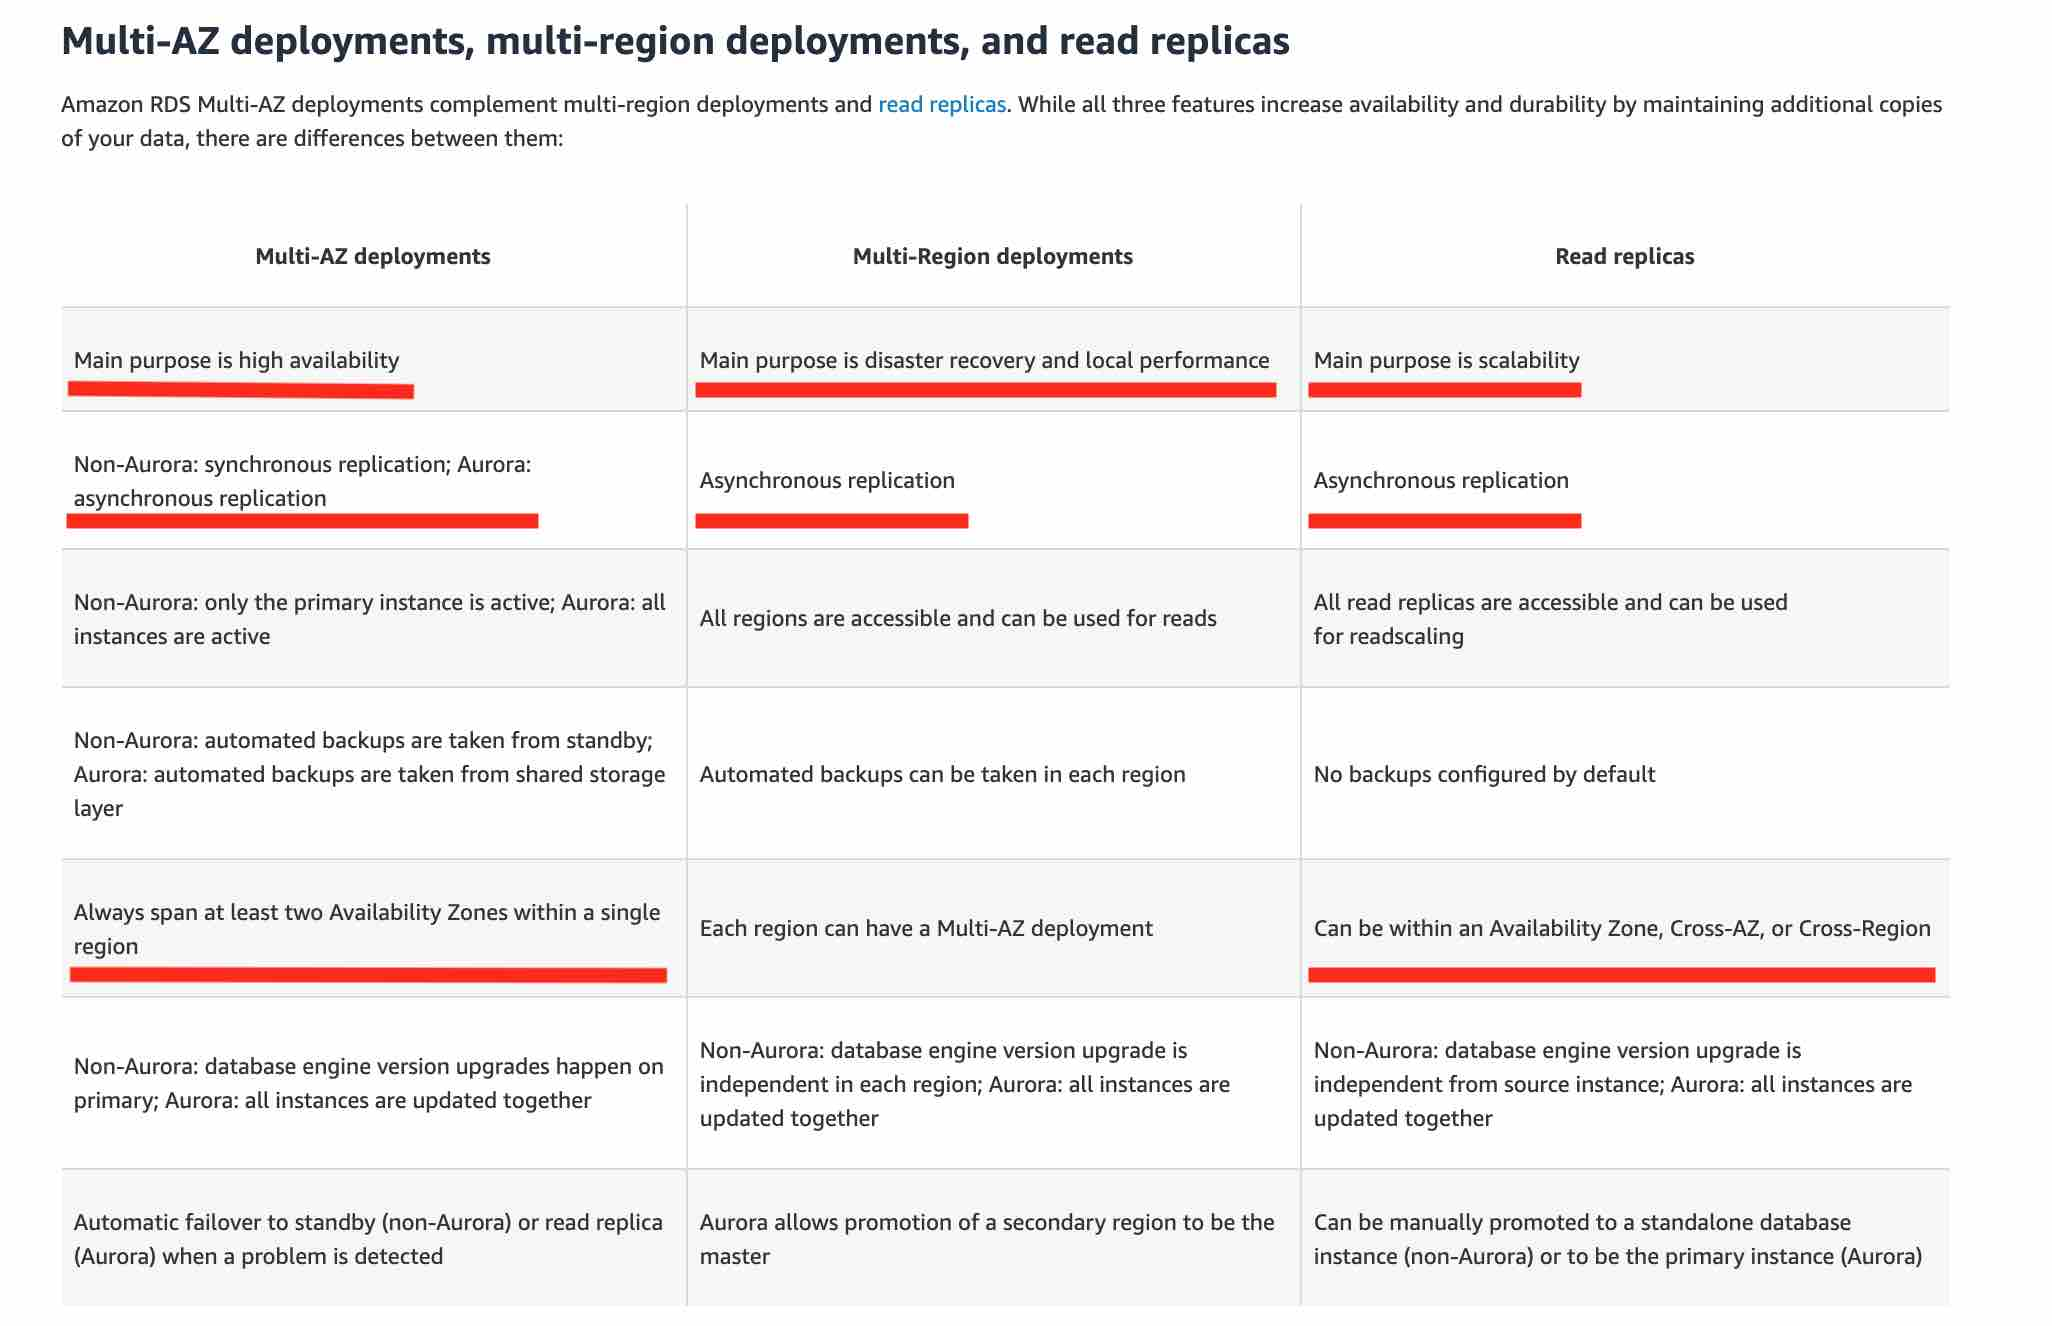 Multi-AZ deployments, multi-region deployments, and read replicas
Amazon RDS Multi-AZ deployments complement multi-region deployments and read replicas. While all three features increase availability and durability by maintaining additional copies
of your data, there are differences between them:
Multi-AZ deployments
Multi-Region deployments
Read replicas
Main purpose is high availability
Main purpose is disaster recovery and local performance
Main purpose is scalability
Non-Aurora: synchronous replication; Aurora:
asynchronous replication
Asynchronous replication
Asynchronous replication
Non-Aurora: only the primary instance is active; Aurora: all
instances are active
All regions are accessible and can be used for reads
All read replicas are accessible and can be used
for readscaling
Non-Aurora: automated backups are taken from standby;
Aurora: automated backups are taken from shared storage
layer
Automated backups can be taken in each region
No backups configured by default
Always span at least two Availability Zones within a single
region
Each region can have a Multi-AZ deployment
Can be within an Availability Zone, Cross-AZ, or Cross-Region
Non-Aurora: database engine version upgrades happen on
primary; Aurora: all instances are updated together
Non-Aurora: database engine version upgrade is
independent in each region; Aurora: all instances are
updated together
Non-Aurora: database engine version upgrade is
independent from source instance; Aurora: all instances are
updated together
Automatic failover to standby (non-Aurora) or read replica
(Aurora) when a problem is detected
Aurora allows promotion of a secondary region to be the
master
Can be manually promoted to a standalone database
instance (non-Aurora) or to be the primary instance (Aurora)